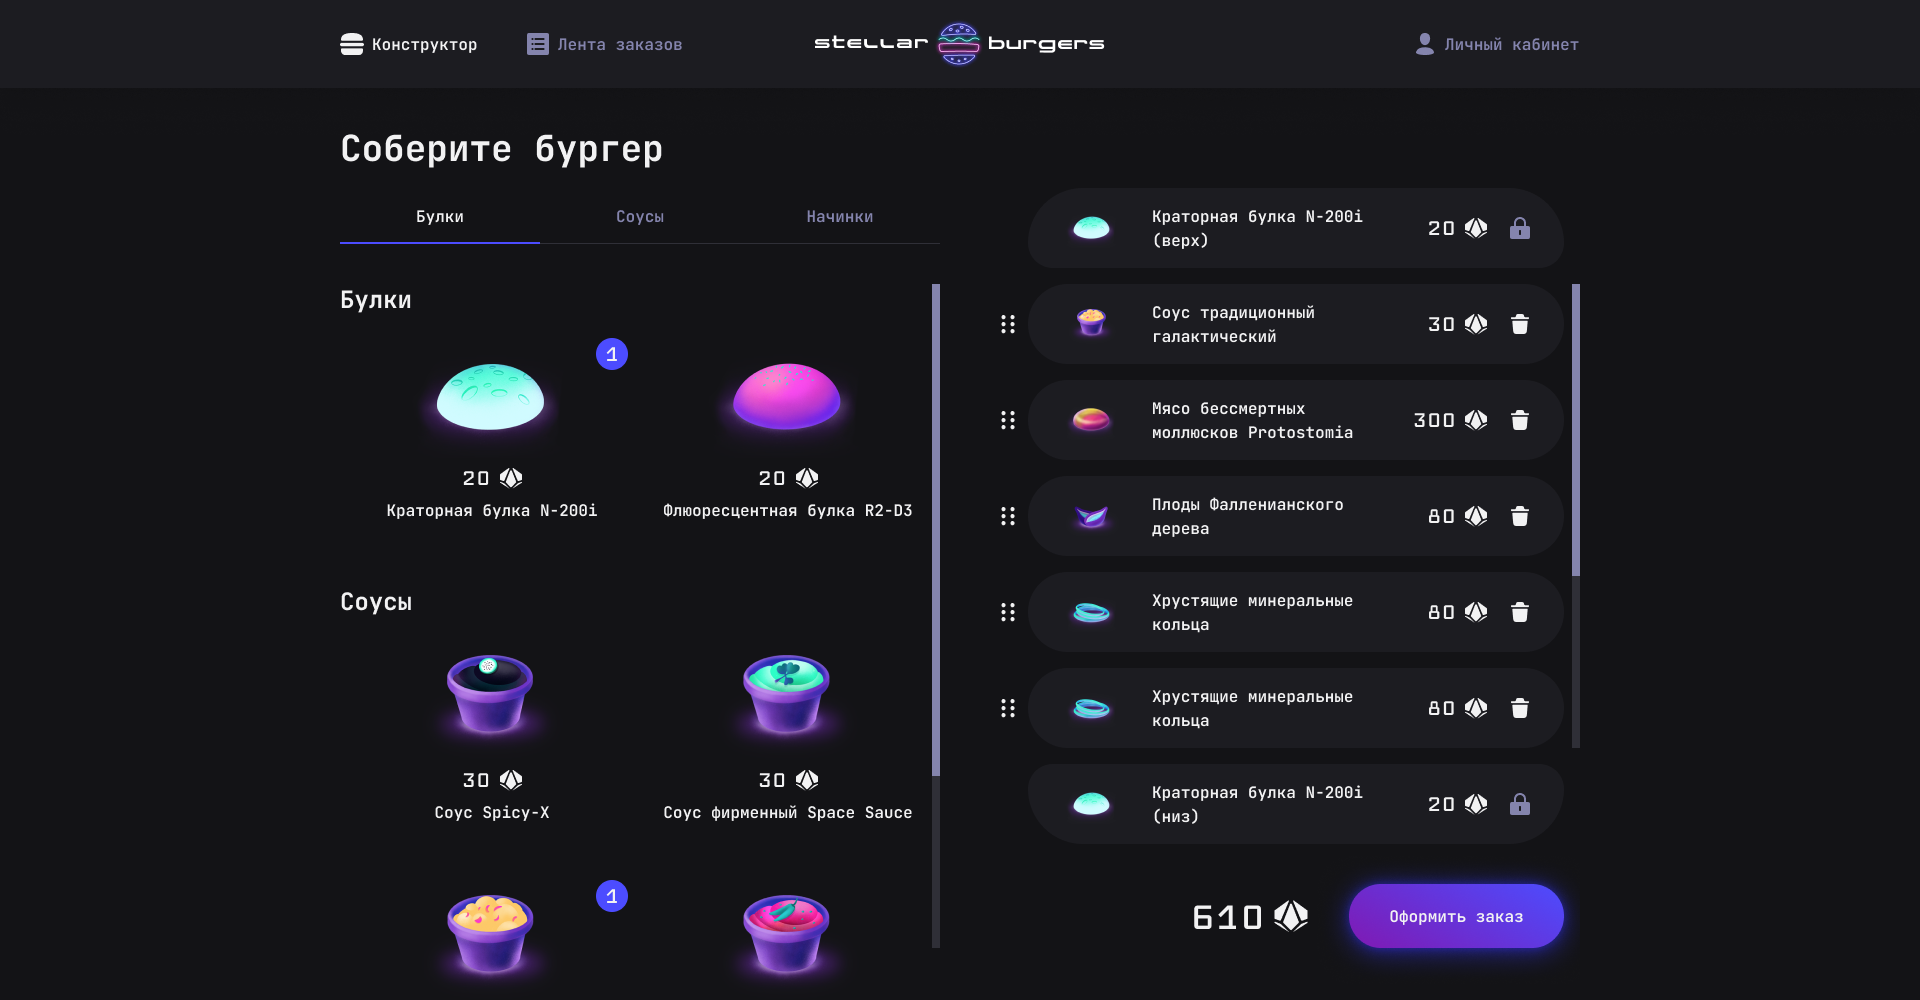 Конструктор
Лента заказов
stellar burgers
Личный кабинет
Соберите бургер
Булки
Соусы
Начинки
Булки
1
20
Краторная булка N-200i
20
Флюоресцентная булка R2-D3
Соусы
30
Соус Spicy-X
30
Соус фирменный Space Sauce
1
Краторная булка N-200i
(верх)
20
Соус традиционный
галактический
30
Мясо бессмертных
моллюсков Protostomia
300
Плоды Фалленианского
дерева
80
Хрустящие минеральные
кольца
80
Хрустящие минеральные
кольца
80
Краторная булка N-200i
(низ)
20
610
Оформить заказ